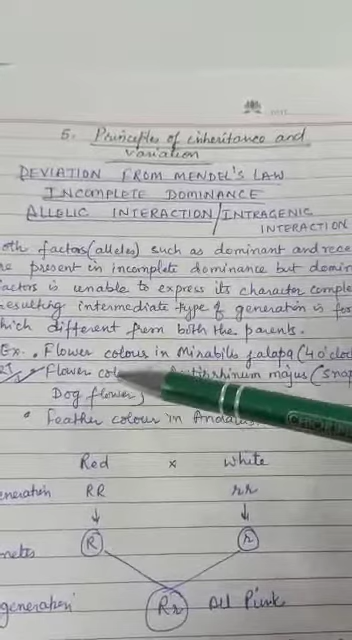 5. Principles of inheritance and
variation
DEVIATION FROM MENDEL'S LAW
INCOMPLETE DOMINANCE
ALLELIC INTERACTION/INTRAGENIC
INTERACTION
oth factors (alleles) such as dominant and rece
re present in incomplete dominance but domin
factors is unable to express its character comple
resulting intermediate type of generation is for
which different from both the parents.
Ex. • Flower colour in Mirabilis jalapa (4 o'cloc
• Flower colo Antirrhinum majus (snap
Dog flower)
• Feather colour in Andalus
Red x White
eneration RR rr
R r
generation Rr All Pink